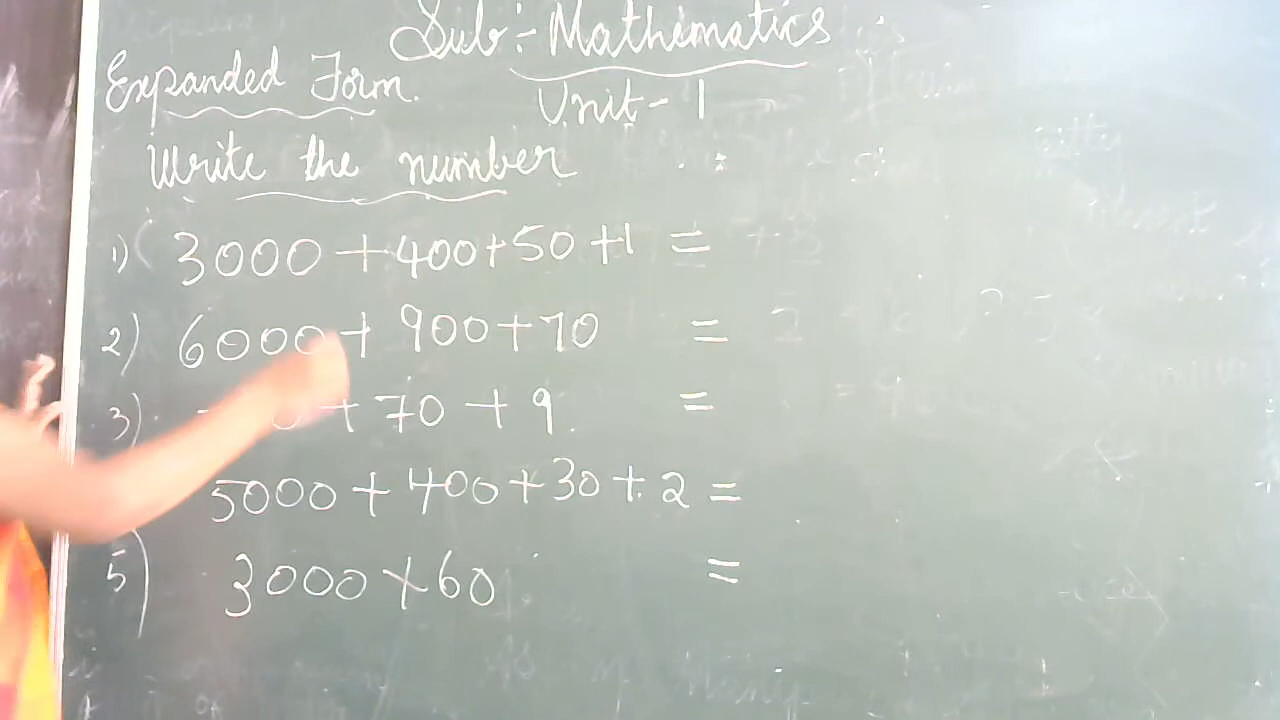 Sub:- Mathematics
Expanded Form.
Unit - 1
Write the number
1) 3000 + 400 + 50 + 1 =
2) 6000 + 900 + 70 =
3) + 70 + 9 =
5000 + 400 + 30 + 2 =
5) 3000 + 60 =